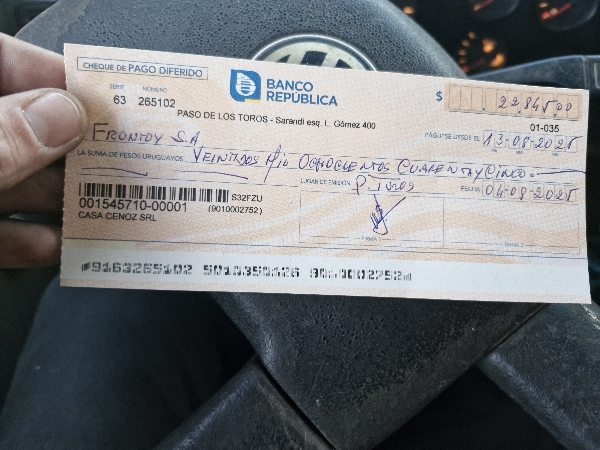 CHEQUE DE PAGO DIFERIDO
BANCO
REPÚBLICA
$ 22.845,00
SERIE NÚMERO
63 265102
PASO DE LOS TOROS - Sarandí esq. L. Gómez 400
01-035
PÁGUESE DESDE EL 13-08-2025
FRONTOY S.A
LA SUMA DE PESOS URUGUAYOS VEINTIDOS Mil OCHOCIENTOS CUARENTA Y CINCO.-
LUGAR DE EMISIÓN P. TOROS
FECHA 04-08-2025
S32FZU
001545710-00001 (9010002752)
CASA CENOZ SRL
FIRMA 1
FIRMA 2